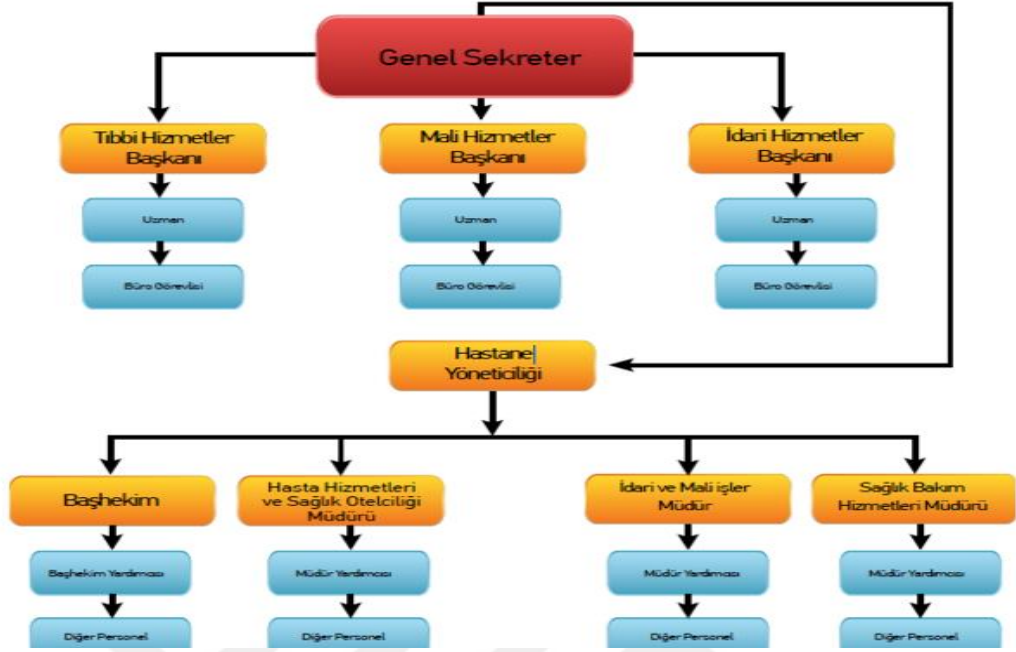 Genel Sekreter
Tıbbi Hizmetler
Başkanı
Mali Hizmetler
Başkanı
İdari Hizmetler
Başkanı
Uzman
Uzman
Uzman
Büro Görevlisi
Büro Görevlisi
Büro Görevlisi
Hastane
Yöneticiliği
Başhekim
Hasta Hizmetleri
ve Sağlık Otelciliği
Müdürü
İdari ve Mali işler
Müdür
Sağlık Bakım
Hizmetleri Müdürü
Başhekim Yardımcısı
Müdür Yardımcısı
Müdür Yardımcısı
Müdür Yardımcısı
Diğer Personel
Diğer Personel
Diğer Personel
Diğer Personel